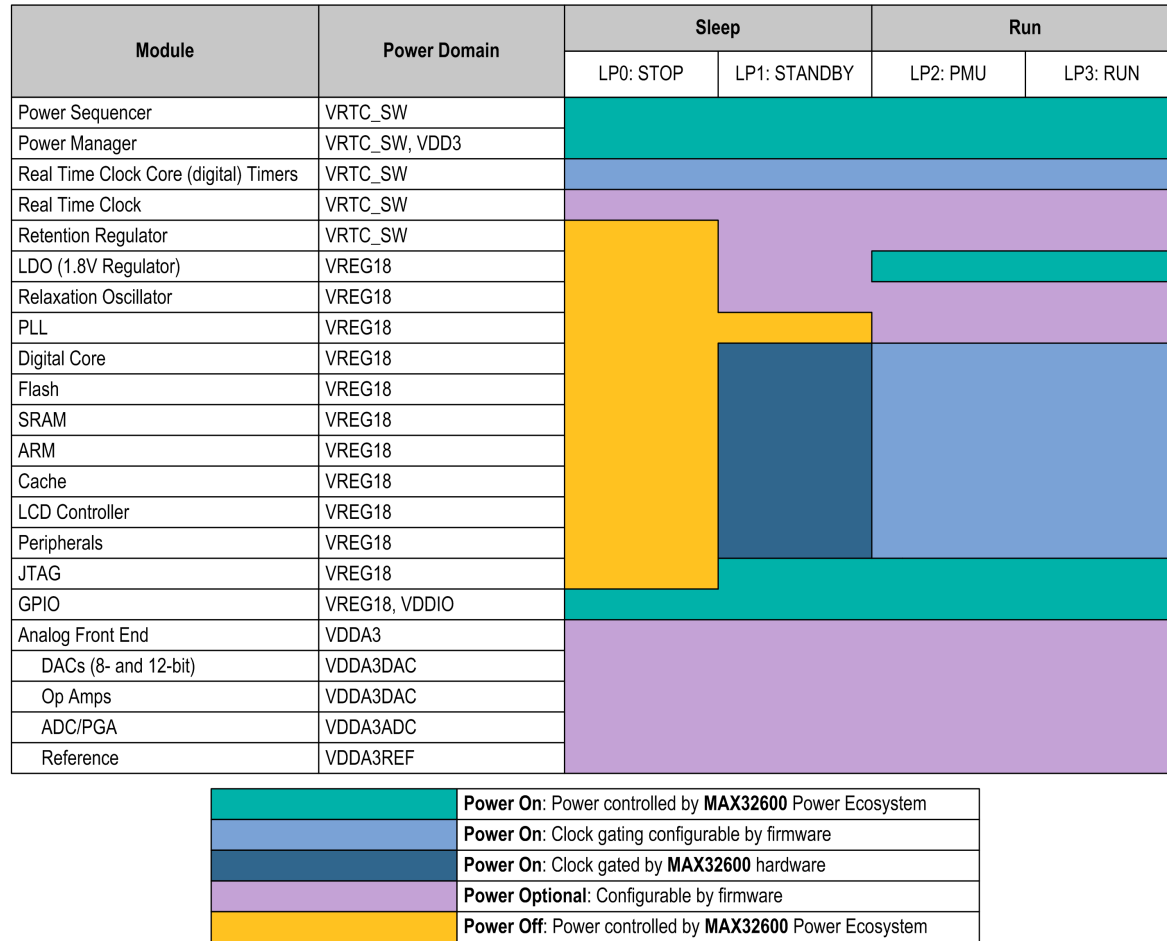 Module Power Domain Sleep Run
LP0: STOP LP1: STANDBY LP2: PMU LP3: RUN
Power Sequencer VRTC_SW
Power Manager VRTC_SW, VDD3
Real Time Clock Core (digital) Timers VRTC_SW
Real Time Clock VRTC_SW
Retention Regulator VRTC_SW
LDO (1.8V Regulator) VREG18
Relaxation Oscillator VREG18
PLL VREG18
Digital Core VREG18
Flash VREG18
SRAM VREG18
ARM VREG18
Cache VREG18
LCD Controller VREG18
Peripherals VREG18
JTAG VREG18
GPIO VREG18, VDDIO
Analog Front End VDDA3
DACs (8- and 12-bit) VDDA3DAC
Op Amps VDDA3DAC
ADC/PGA VDDA3ADC
Reference VDDA3REF
Power On: Power controlled by MAX32600 Power Ecosystem
Power On: Clock gating configurable by firmware
Power On: Clock gated by MAX32600 hardware
Power Optional: Configurable by firmware
Power Off: Power controlled by MAX32600 Power Ecosystem